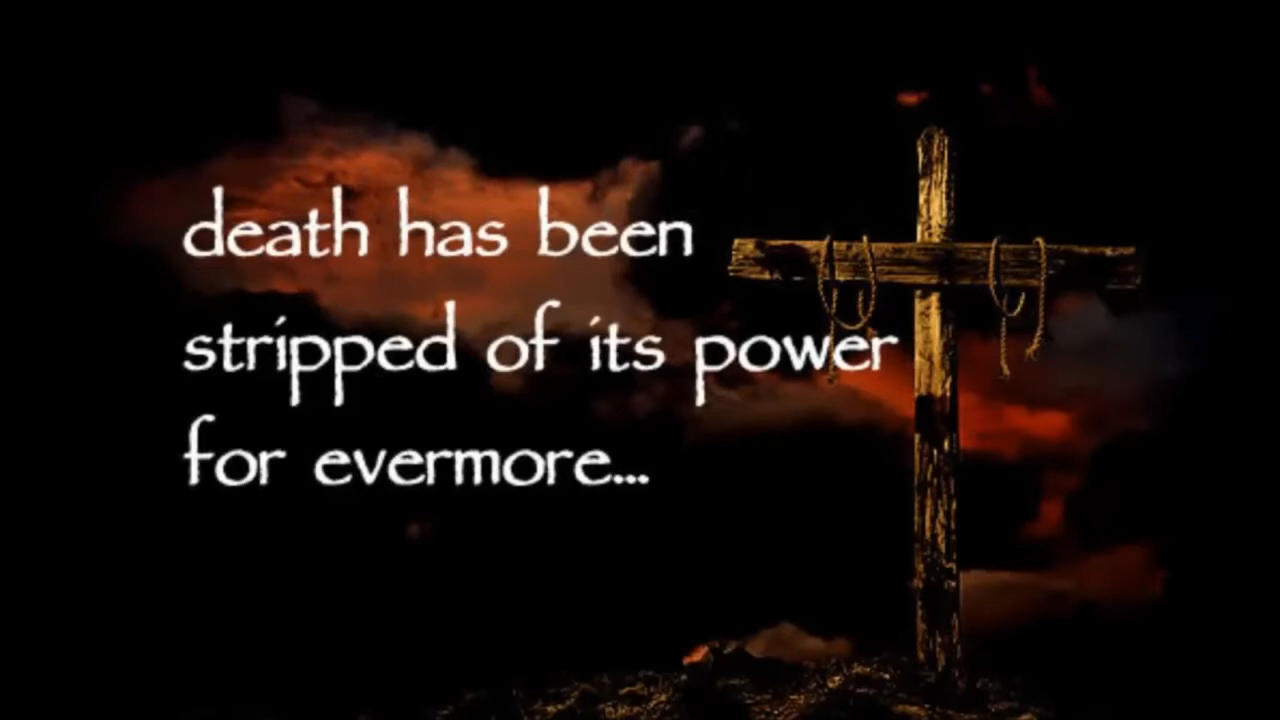 death has been
stripped of its power
for evermore...